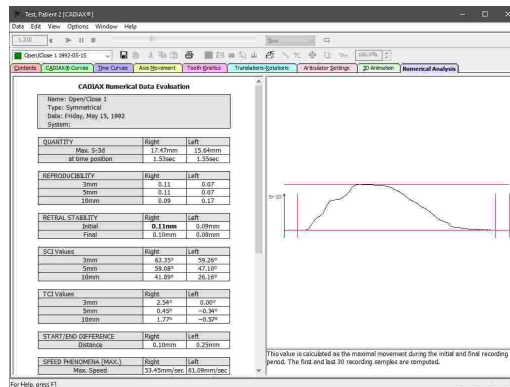 Test, Patient 2 [CADIAX®]
Data Edit View Options Window Help
1.210 s
Open/Close 1 1992-05-15
100.0%
Contents CADIAX® Curves Time Curves Axis Movement Tooth Kinetics Translations-Rotations Articulator Settings 3D Animation Numerical Analysis
CADIAX Numerical Data Evaluation
Name: Open/Close 1
Type: Symmetrical
Date: Friday, May 15, 1992
System:
QUANTITY Right Left
Max. S-3d 17.47mm 15.64mm
at time position 1.53sec 1.55sec
REPRODUCIBILITY Right Left
3mm 0.11 0.07
5mm 0.11 0.07
10mm 0.09 0.17
RETRAL STABILITY Right Left
Initial 0.11mm 0.09mm
Final 0.10mm 0.09mm
SCI Values Right Left
3mm 63.35° 59.26°
5mm 59.08° 47.10°
10mm 41.89° 26.16°
TCI Values Right Left
3mm 2.54° 0.00°
5mm 0.45° -0.34°
10mm 1.77° -0.57°
START/END DIFFERENCE Right Left
Distance 0.10mm 0.25mm
SPEED PHENOMENA (MAX.) Right Left
Max. Speed 53.45mm/sec 61.09mm/sec
S-3D
This value is calculated as the maximal movement during the initial and final recording
period. The first and last 30 recording samples are computed.
For Help, press F1